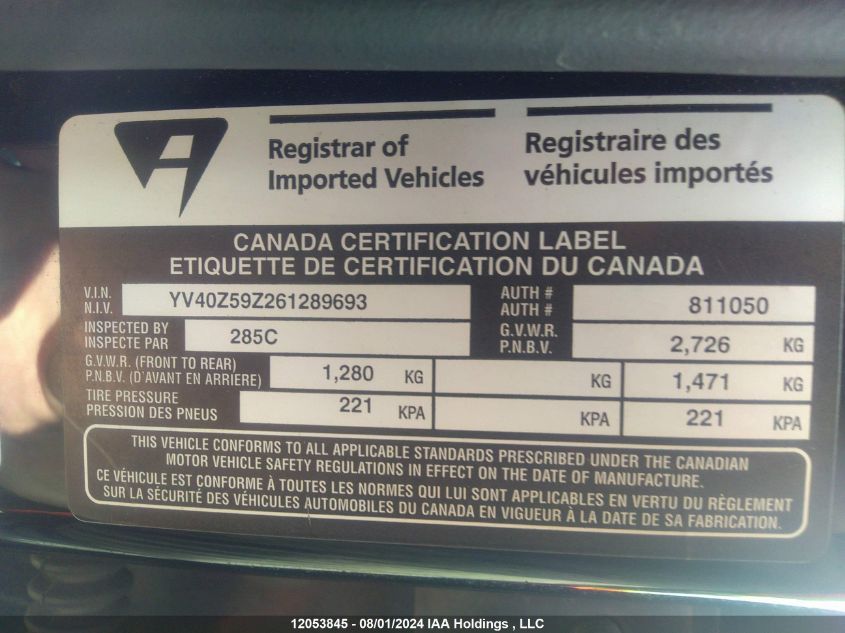 Registrar of
Imported Vehicles
Registraire des
véhicules importés
CANADA CERTIFICATION LABEL
ETIQUETTE DE CERTIFICATION DU CANADA
V.I.N.
N.I.V.
YV40Z59Z261289693
AUTH #
AUTH #
811050
INSPECTED BY
INSPECTE PAR
285C
G.V.W.R.
P.N.B.V.
2,726 KG
G.V.W.R. (FRONT TO REAR)
P.N.B.V. (D'AVANT EN ARRIERE)
1,280 KG
KG
1,471 KG
TIRE PRESSURE
PRESSION DES PNEUS
221 KPA
KPA
221 KPA
THIS VEHICLE CONFORMS TO ALL APPLICABLE STANDARDS PRESCRIBED UNDER THE CANADIAN
MOTOR VEHICLE SAFETY REGULATIONS IN EFFECT ON THE DATE OF MANUFACTURE.
CE VÉHICULE EST CONFORME À TOUTES LES NORMES QUI LUI SONT APPLICABLES EN VERTU DU RÈGLEMENT
SUR LA SÉCURITÉ DES VÉHICULES AUTOMOBILES DU CANADA EN VIGUEUR À LA DATE DE SA FABRICATION.
12053845 - 08/01/2024 IAA Holdings , LLC